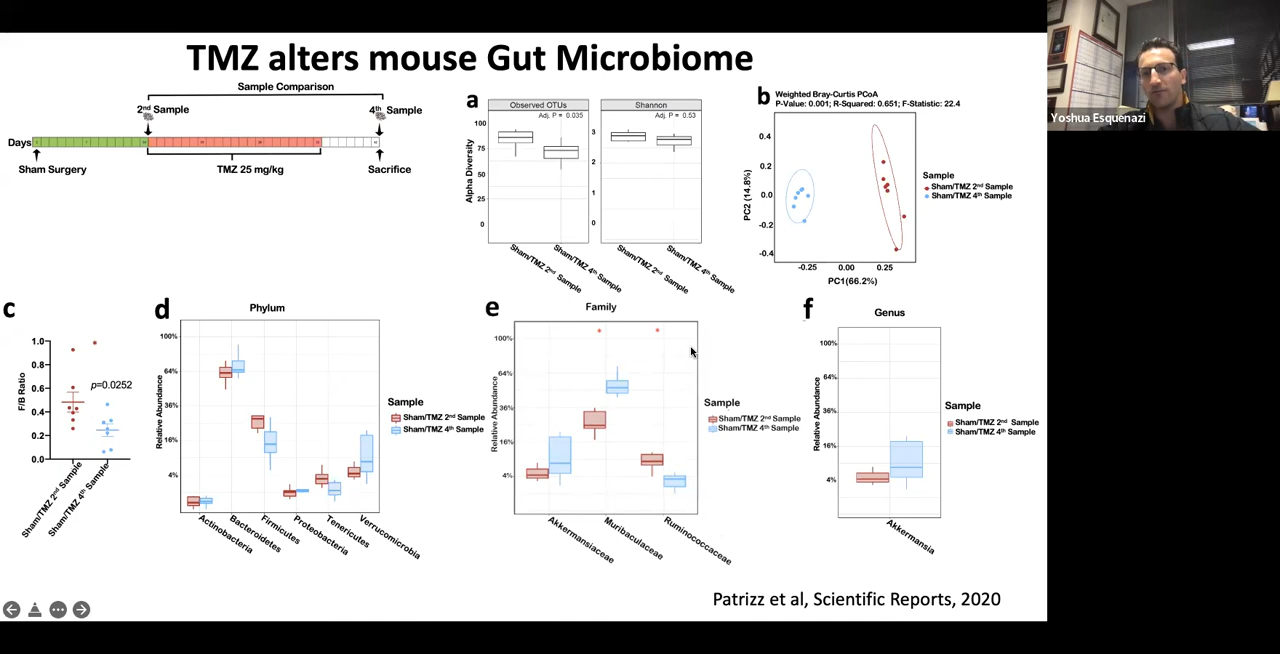 TMZ alters mouse Gut Microbiome
Sample Comparison
2nd Sample
4th Sample
Days
Sham Surgery
TMZ 25 mg/kg
Sacrifice
a
Observed OTUs
Adj. P = 0.035
Shannon
Adj. P = 0.53
Alpha Diversity
100
75
50
25
0
3
2
1
2
1
0
Sham/TMZ 2nd Sample
Sham/TMZ 4th Sample
Sham/TMZ 2nd Sample
Sham/TMZ 4th Sample
b
Weighted Bray-Curtis PCoA
P-Value: 0.001; R-Squared: 0.651; F-Statistic: 22.4
PC2 (14.8%)
0.4
0.2
0.0
-0.2
-0.4
-0.25
0.00
0.25
PC1(66.2%)
Sample
Sham/TMZ 2nd Sample
Sham/TMZ 4th Sample
Yoshua Esquenazi
c
F/B Ratio
1.0
0.8
0.6
0.4
0.2
0.0
*
p=0.0252
Sham/TMZ 2nd Sample
Sham/TMZ 4th Sample
d
Phylum
Relative Abundance
100%
64%
36%
16%
4%
Actinobacteria
Bacteroidetes
Firmicutes
Proteobacteria
Tenericutes
Verrucomicrobia
Sample
Sham/TMZ 2nd Sample
Sham/TMZ 4th Sample
e
Family
Relative Abundance
100%
64%
36%
16%
4%
*
*
Akkermansiaceae
Muribaculaceae
Ruminococcaceae
Sample
Sham/TMZ 2nd Sample
Sham/TMZ 4th Sample
f
Genus
Relative Abundance
100%
64%
36%
16%
4%
Akkermansia
Sample
Sham/TMZ 2nd Sample
Sham/TMZ 4th Sample
Patrizz et al, Scientific Reports, 2020